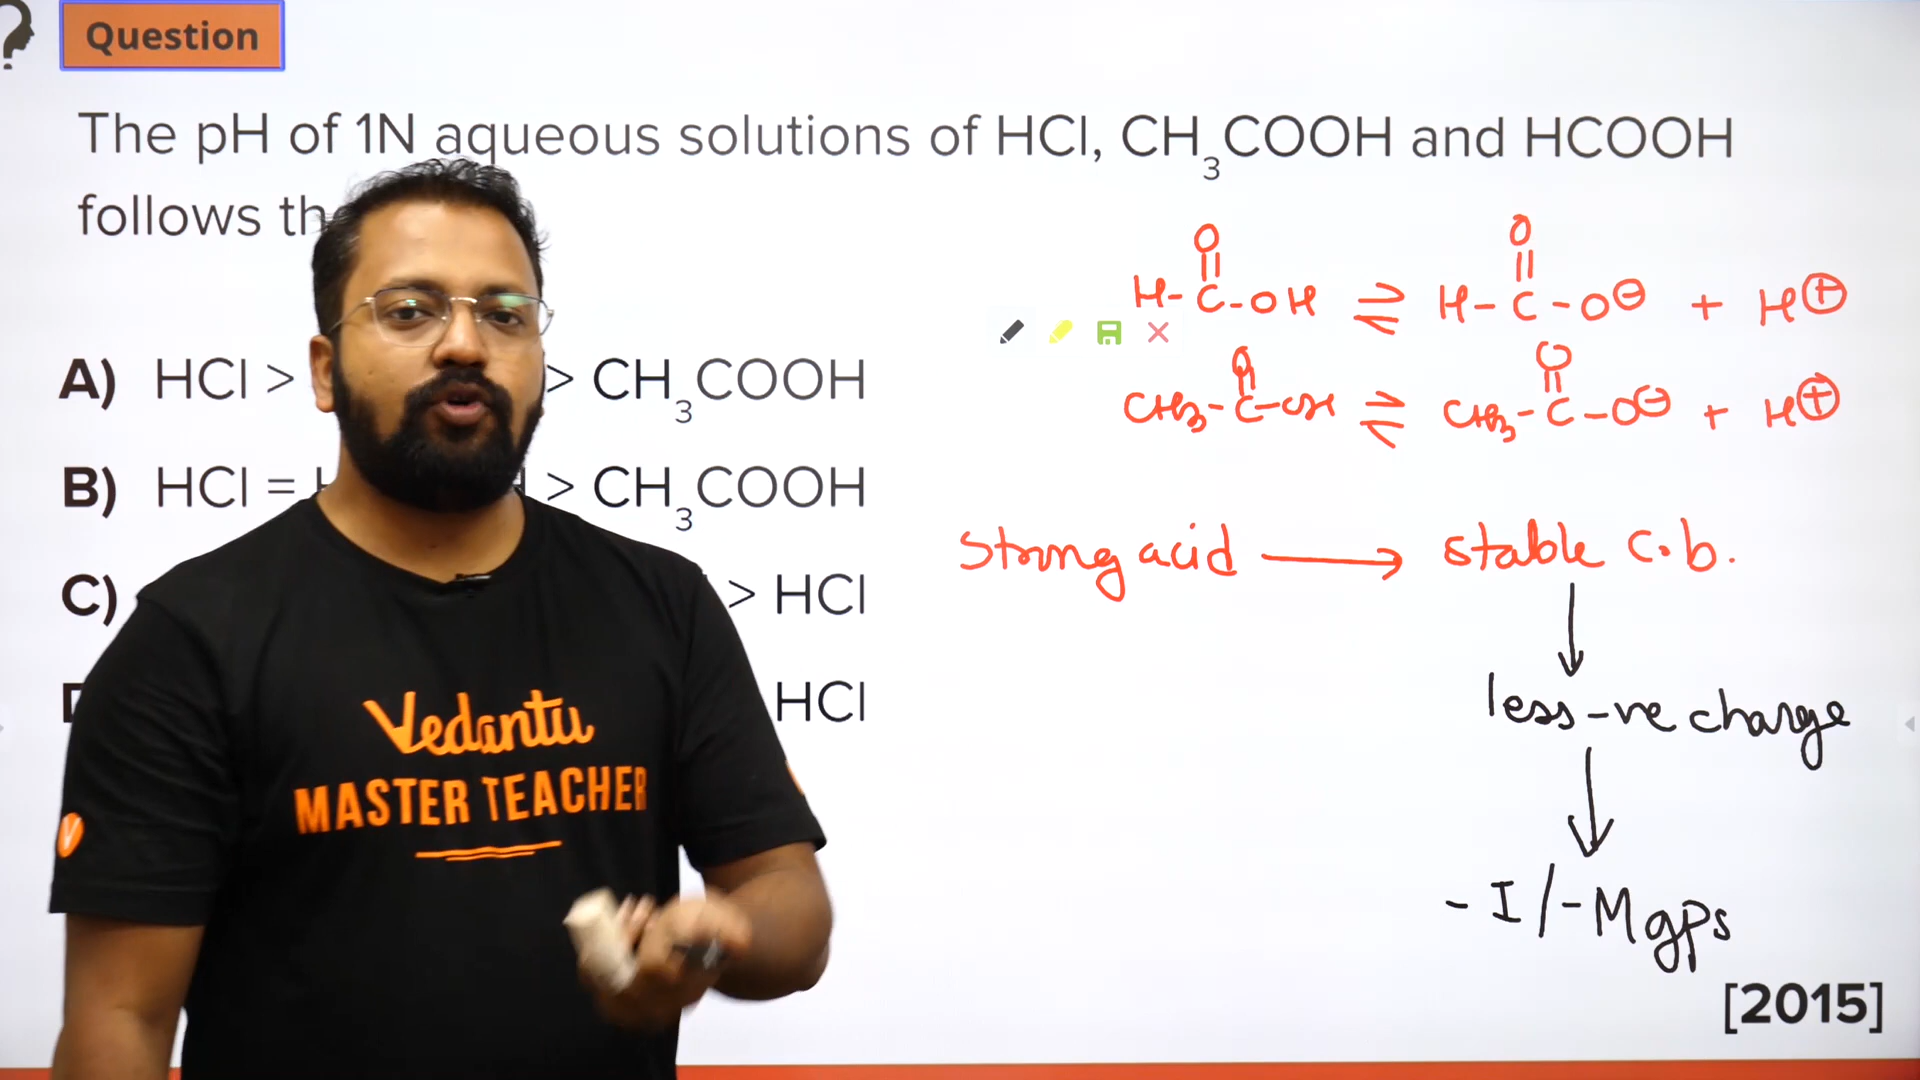 Question
The pH of 1N aqueous solutions of HCl, CH₃COOH and HCOOH
follows th
A) HCl > > CH₃COOH
B) HCl = > CH₃COOH
C) > HCl
HCl
H-C-OH ⇌ H-C-O⊖ + H⊕
O O
CH₃-C-OH ⇌ CH₃-C-O⊖ + H⊕
O O
Strong acid → stable c.b.
less -ve charge
-I/-M gps
Vedantu
MASTER TEACHER
V
[2015]